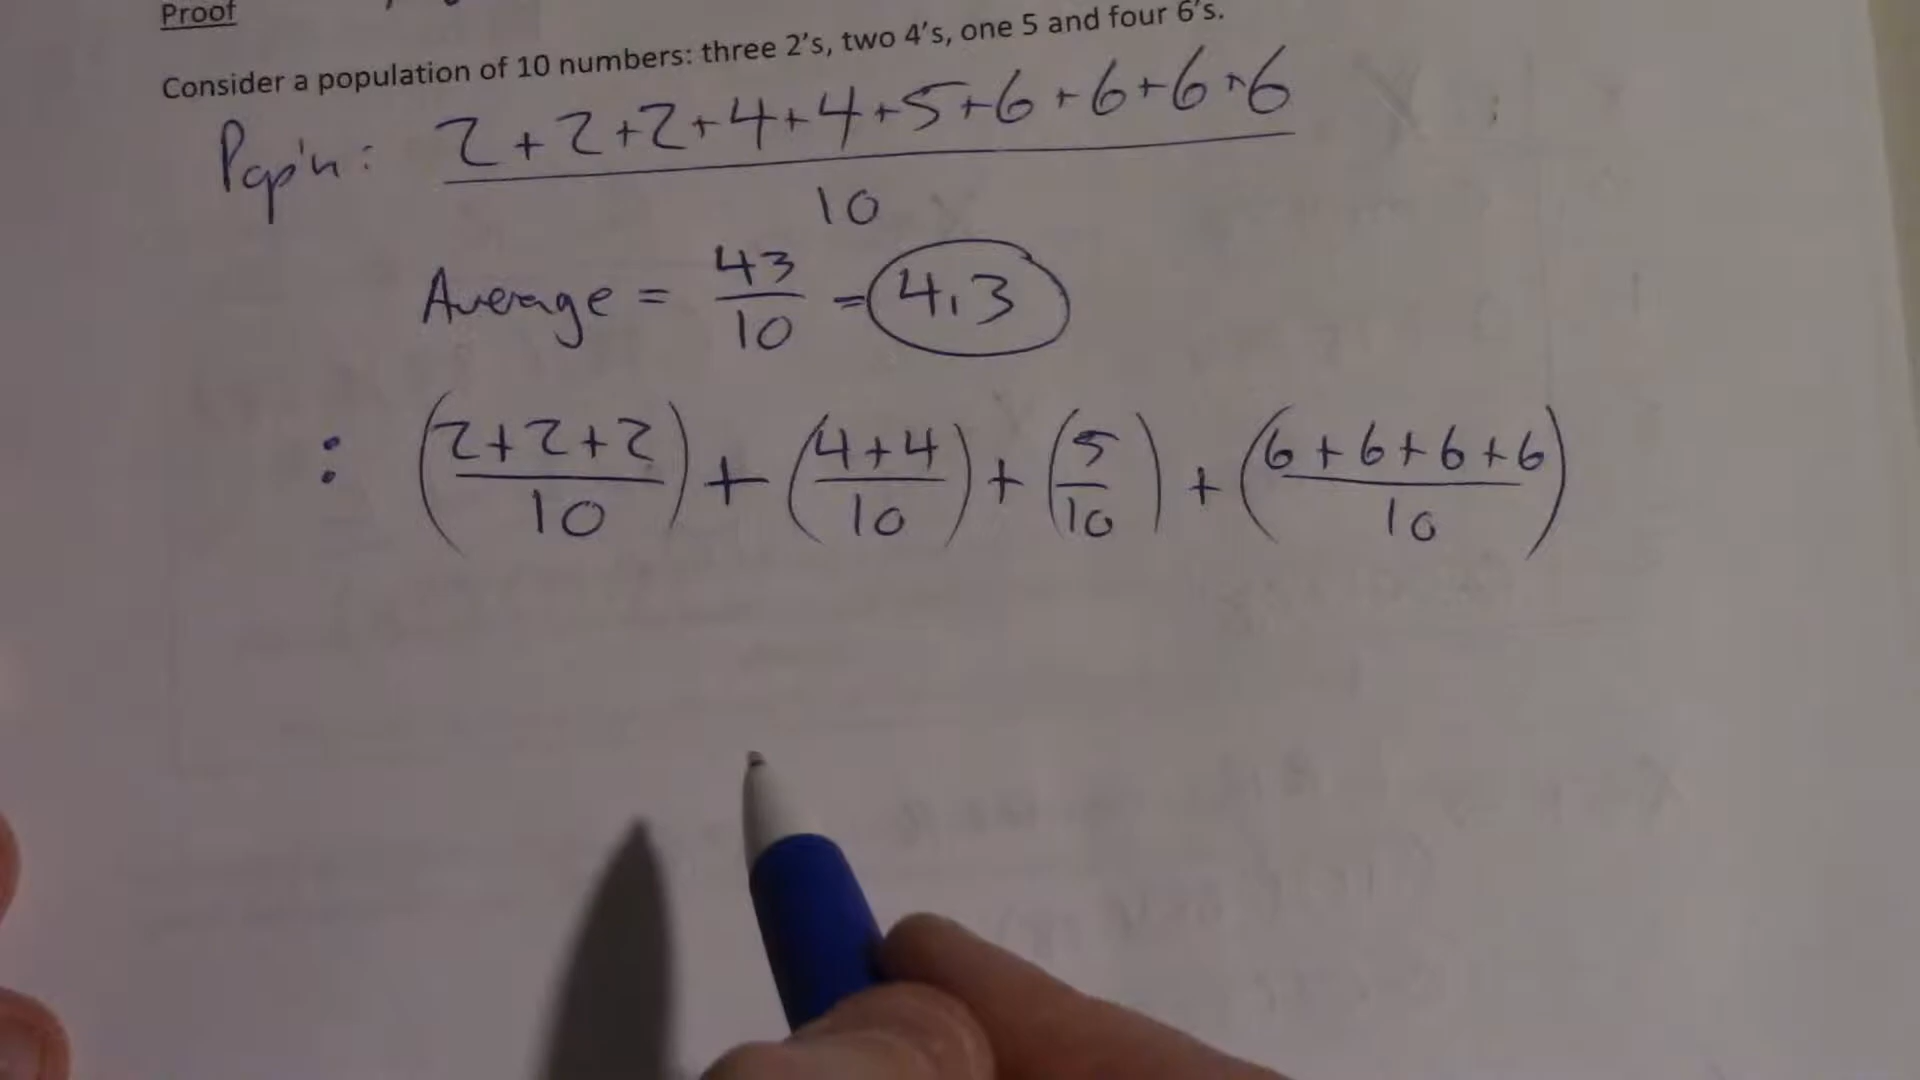 Proof
Consider a population of 10 numbers: three 2's, two 4's, one 5 and four 6's.
Pop'n: 2+2+2+4+4+5+6+6+6+6
10
Average = 43/10 = 4.3
: (2+2+2/10) + (4+4/10) + (5/10) + (6+6+6+6/10)